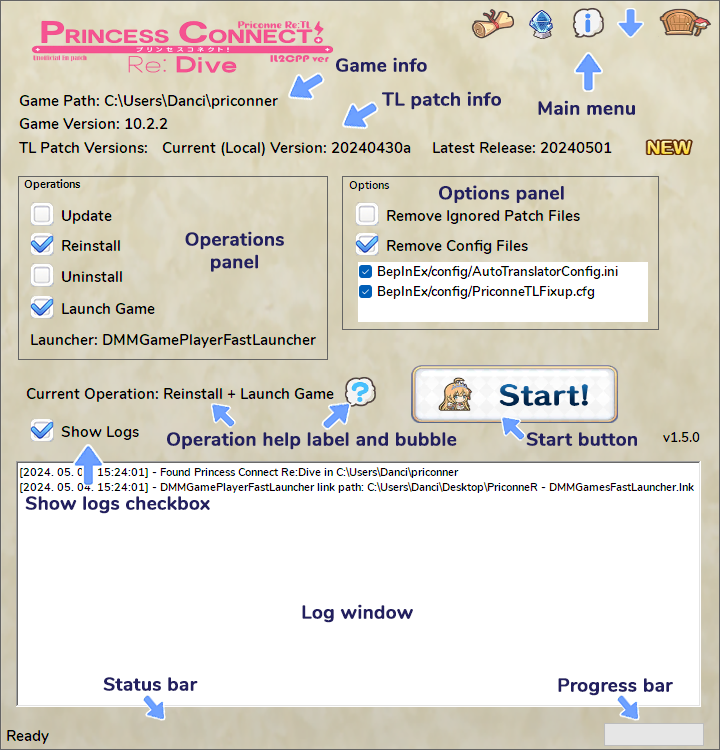 Priconne Re:TL
PRINCESS CONNECT!
プリンセスコネクト!
Unofficial tn patch
IL2CPP ver
Re: Dive
Game info
Game Path: C:\Users\Danci\priconner
TL patch info
Main menu
Game Version: 10.2.2
TL Patch Versions: Current (Local) Version: 20240430a Latest Release: 20240501 NEW
Operations
Options
Options panel
Update
Remove Ignored Patch Files
Reinstall
Operations panel
Remove Config Files
Uninstall
BepInEx/config/AutoTranslatorConfig.ini
BepInEx/config/PriconneTLFixup.cfg
Launch Game
Launcher: DMMGamePlayerFastLauncher
Current Operation: Reinstall + Launch Game ?
Start!
Show Logs
Operation help label and bubble
Start button
v1.5.0
[2024. 05. 0 15:24:01] - Found Princess Connect Re:Dive in C:\Users\Danci\priconner
[2024. 05. 04. 15:24:01] - DMMGamePlayerFastLauncher link path: C:\Users\Danci\Desktop\PriconneR - DMMGamesFastLauncher.lnk
Show logs checkbox
Log window
Status bar
Progress bar
Ready